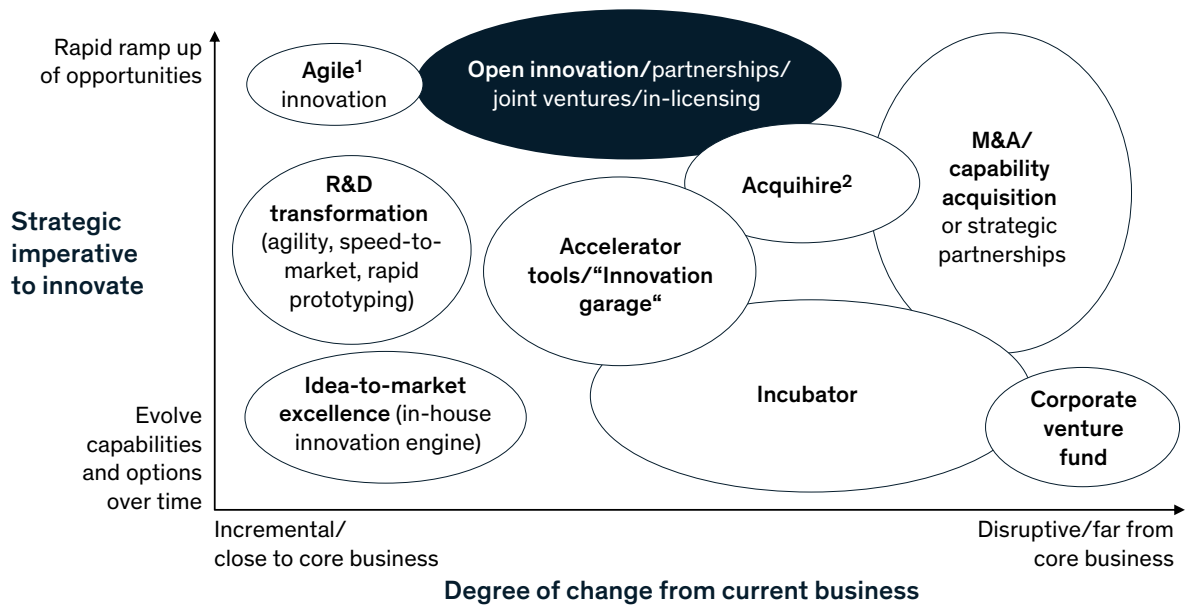 Rapid ramp up
of opportunities
Agile¹
innovation
Open innovation/partnerships/
joint ventures/in-licensing
M&A/
capability
acquisition
or strategic
partnerships
Acquihire²
R&D
transformation
(agility, speed-to-
market, rapid
prototyping)
Strategic
imperative
to innovate
Accelerator
tools/“Innovation
garage“
Idea-to-market
excellence (in-house
innovation engine)
Incubator
Corporate
venture
fund
Evolve
capabilities
and options
over time
Incremental/
close to core business
Disruptive/far from
core business
Degree of change from current business